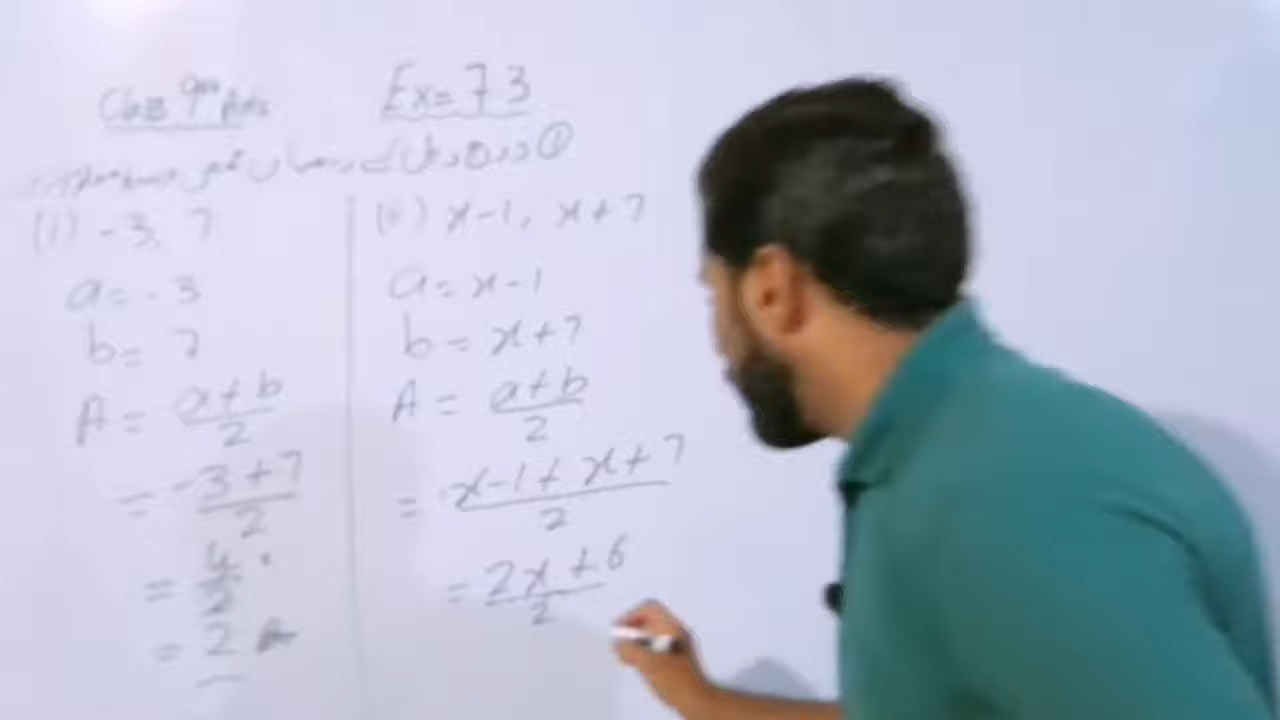 Class 9th Arts
Ex = 7.3
(i) -3, 7
a = -3
b = 7
A = a+b/2
= -3+7/2
= 4/2
= 2
(ii) x-1, x+7
a = x-1
b = x+7
A = a+b/2
= x-1+x+7/2
= 2x+6/2